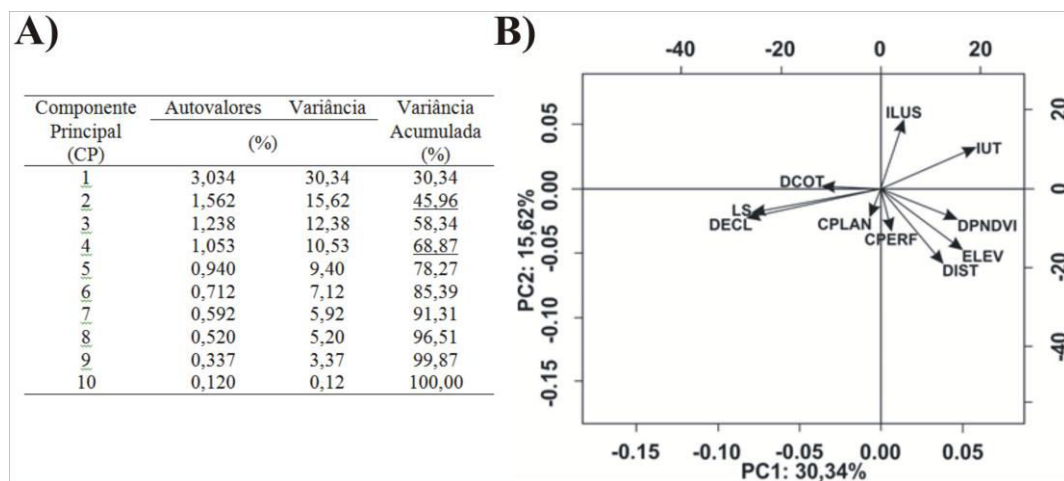 A)
Componente Principal (CP) Autovalores Variância Variância Acumulada (%)
(%)
1 3,034 30,34 30,34
2 1,562 15,62 45,96
3 1,238 12,38 58,34
4 1,053 10,53 68,87
5 0,940 9,40 78,27
6 0,712 7,12 85,39
7 0,592 5,92 91,31
8 0,520 5,20 96,51
9 0,337 3,37 99,87
10 0,120 0,12 100,00
B)
-40 -20 0 20
PC2: 15,62%
0.05
0.00
-0.05
-0.10
-0.15
ILUS
IUT
DCOT
LS
DECL
CPLAN
CPERF
DPNDVI
ELEV
DIST
20
0
-20
-40
-0.15 -0.10 -0.05 0.00 0.05
PC1: 30,34%